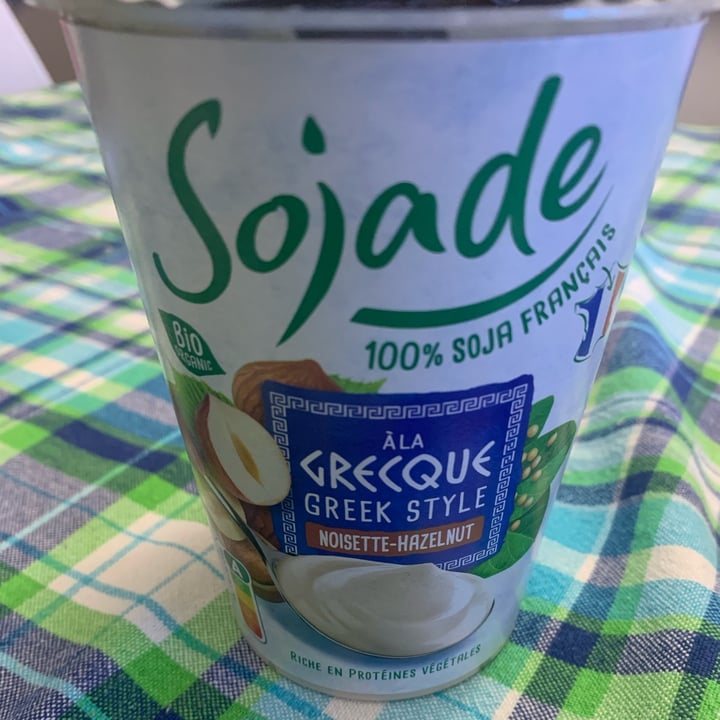 Sojade
100% SOJA FRANÇAIS
Bio
ORGANIC
À LA
GRECQUE
GREEK STYLE
NOISETTE-HAZELNUT
A
RICHE EN PROTÉINES VÉGÉTALES